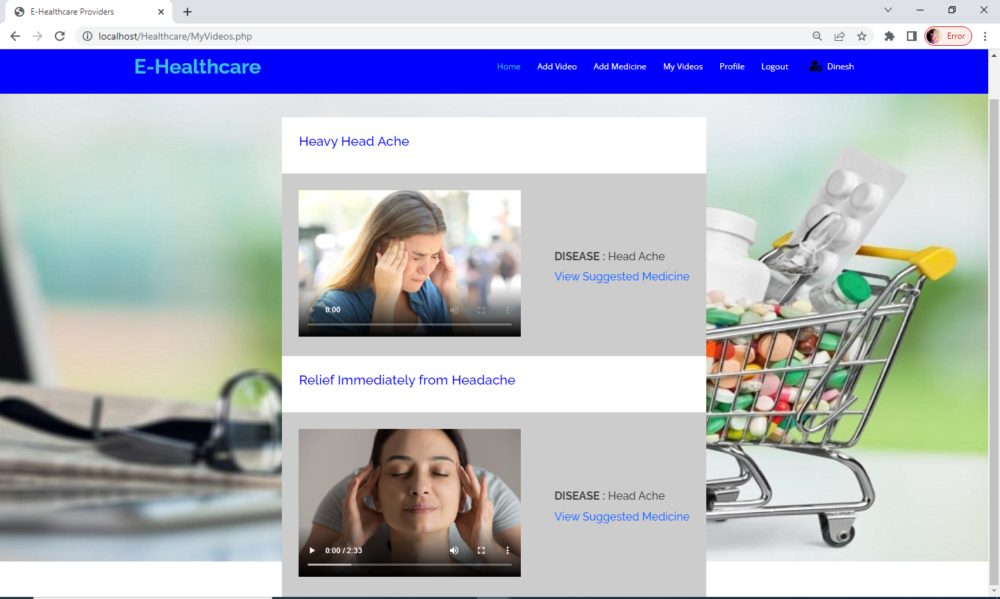 E-Healthcare Providers
localhost/Healthcare/MyVideos.php
Error
E-Healthcare
Home Add Video Add Medicine My Videos Profile Logout Dinesh
Heavy Head Ache
DISEASE : Head Ache
View Suggested Medicine
0:00
Relief Immediately from Headache
DISEASE : Head Ache
View Suggested Medicine
0:00 / 2:33